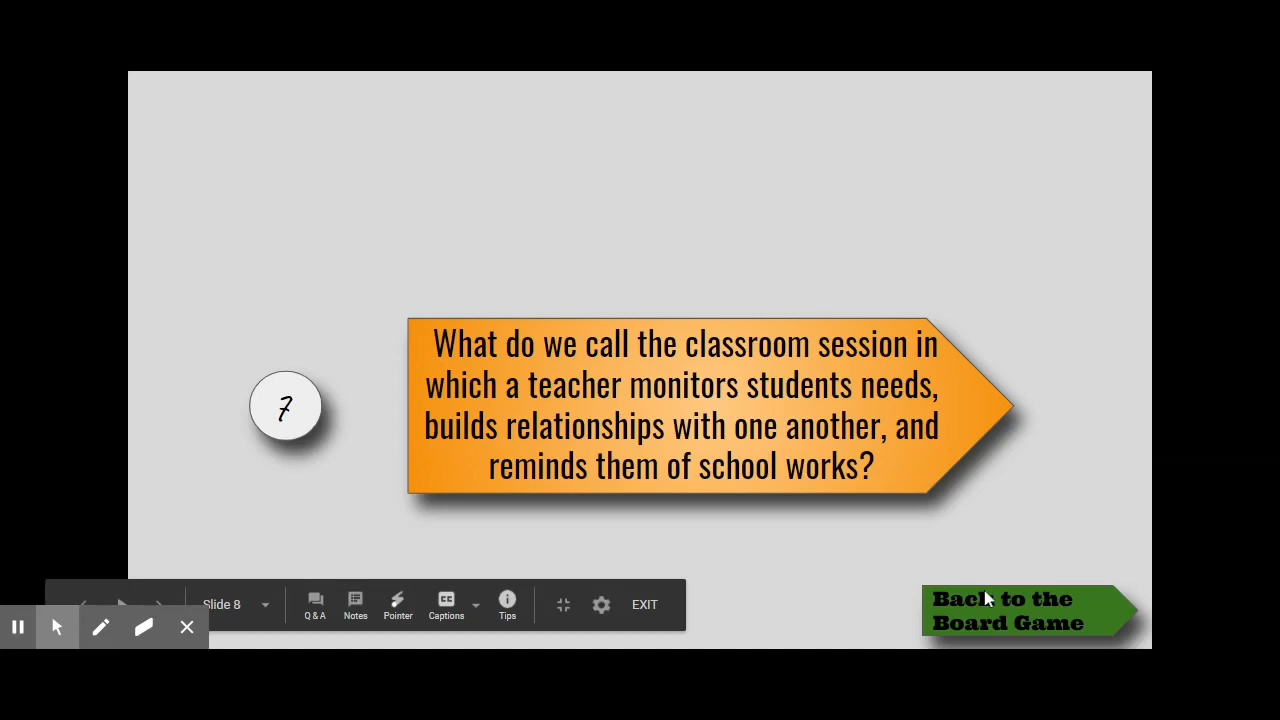 What do we call the classroom session in
which a teacher monitors students needs,
builds relationships with one another, and
reminds them of school works?
7
Slide 8
Q & A
Notes
Pointer
Captions
Tips
EXIT
Back to the
Board Game